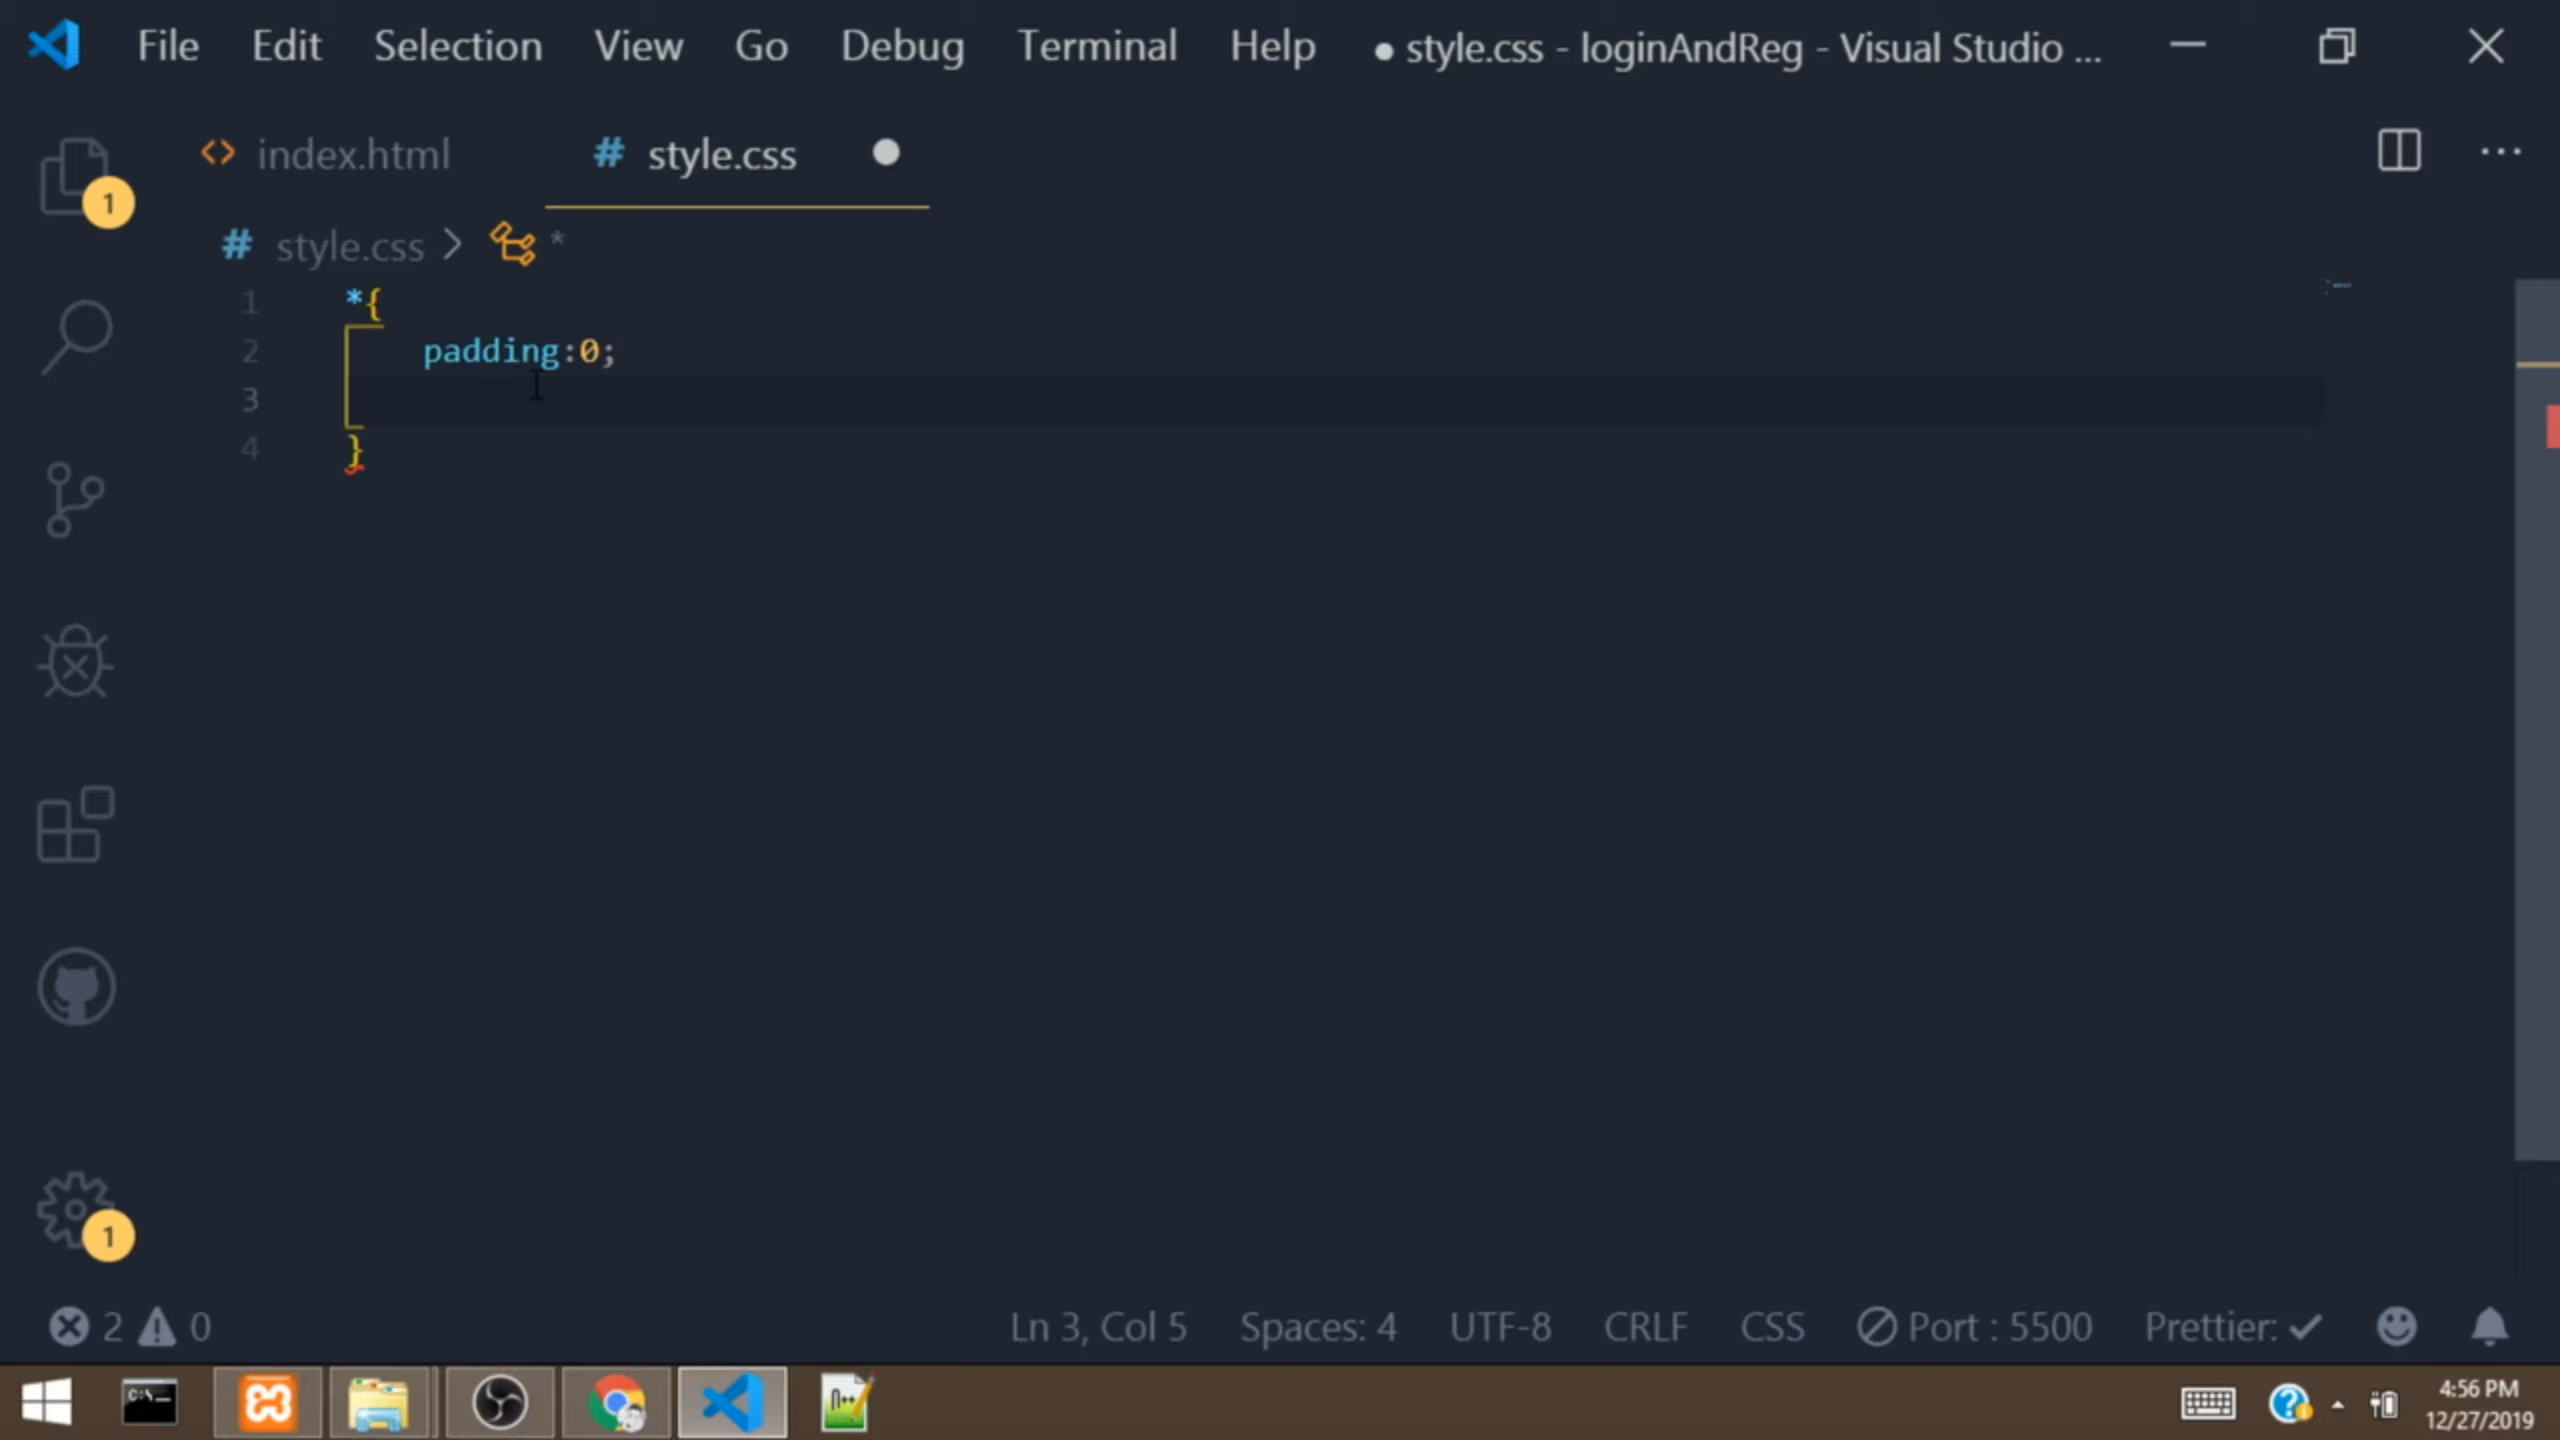 File Edit Selection View Go Debug Terminal Help ● style.css - loginAndReg - Visual Studio ...
<> index.html # style.css
1
# style.css > *
1 *{
2 padding:0;
3
4 }
1
2 0 Ln 3, Col 5 Spaces: 4 UTF-8 CRLF CSS Port : 5500 Prettier: ✓
C:\_ n++ 4:56 PM
12/27/2019